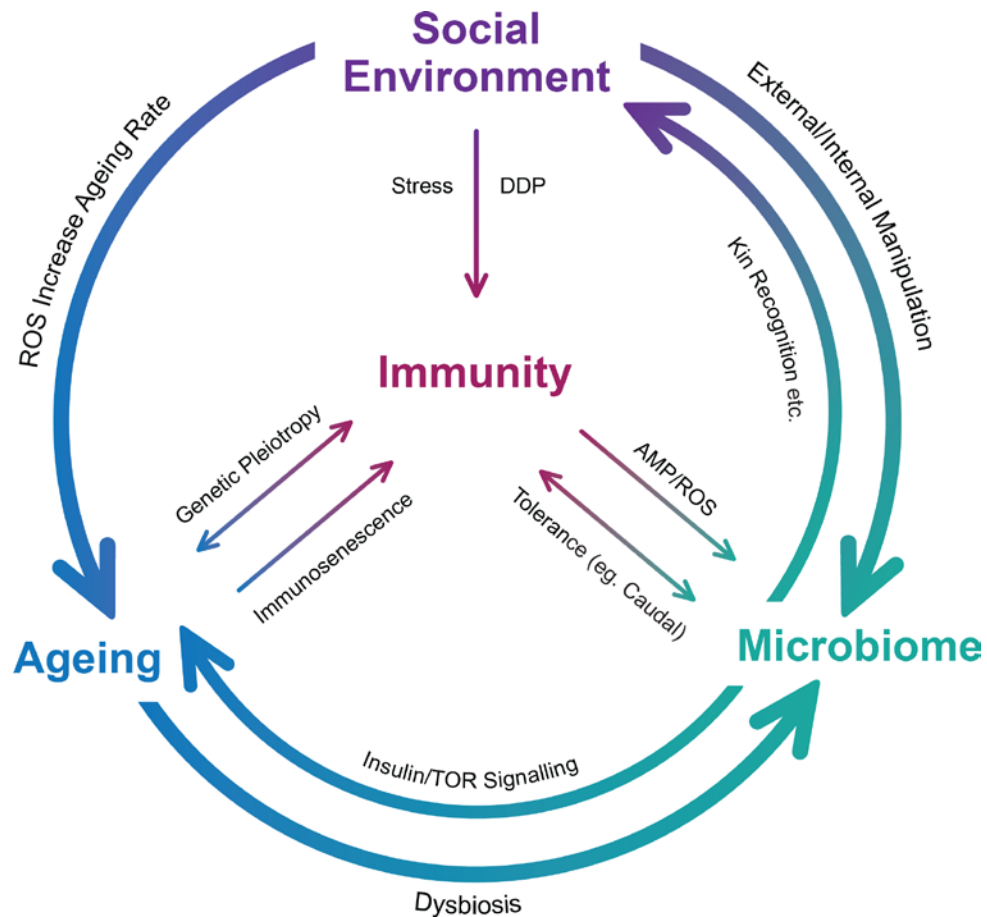 Social
Environment
ROS Increase Ageing Rate
External/Internal Manipulation
Stress
DDP
Kin Recognition etc.
Immunity
Genetic Pleiotropy
Immunosenescence
AMP/ROS
Tolerance (eg. Caudal)
Ageing
Microbiome
Insulin/TOR Signalling
Dysbiosis